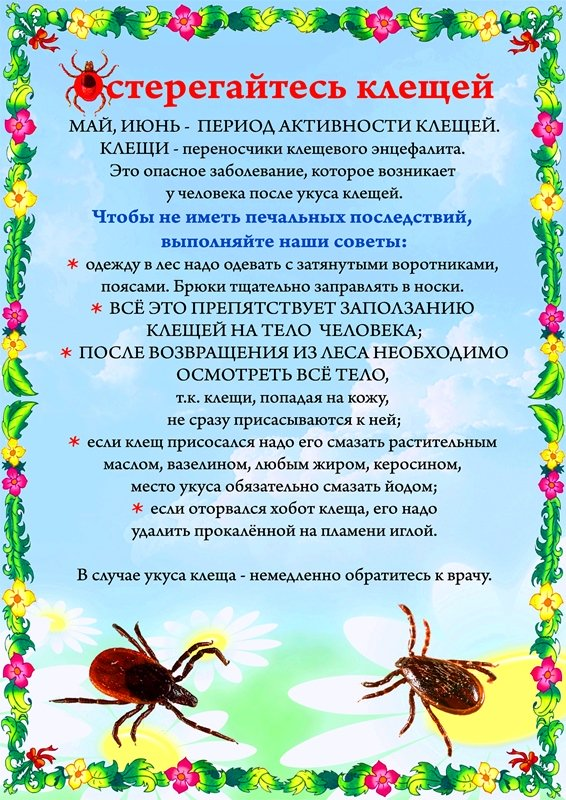 Остерегайтесь клещей
МАЙ, ИЮНЬ - ПЕРИОД АКТИВНОСТИ КЛЕЩЕЙ.
КЛЕЩИ - переносчики клещевого энцефалита.
Это опасное заболевание, которое возникает
у человека после укуса клещей.
Чтобы не иметь печальных последствий,
выполняйте наши советы:
* одежду в лес надо одевать с затянутыми воротниками,
поясами. Брюки тщательно заправлять в носки.
* ВСЁ ЭТО ПРЕПЯТСТВУЕТ ЗАПОЛЗАНИЮ
КЛЕЩЕЙ НА ТЕЛО ЧЕЛОВЕКА;
* ПОСЛЕ ВОЗВРАЩЕНИЯ ИЗ ЛЕСА НЕОБХОДИМО
ОСМОТРЕТЬ ВСЁ ТЕЛО,
т.к. клещи, попадая на кожу,
не сразу присасываются к ней;
* если клещ присосался надо его смазать растительным
маслом, вазелином, любым жиром, керосином,
место укуса обязательно смазать йодом;
* если оторвался хобот клеща, его надо
удалить прокалённой на пламени иглой.
В случае укуса клеща - немедленно обратитесь к врачу.